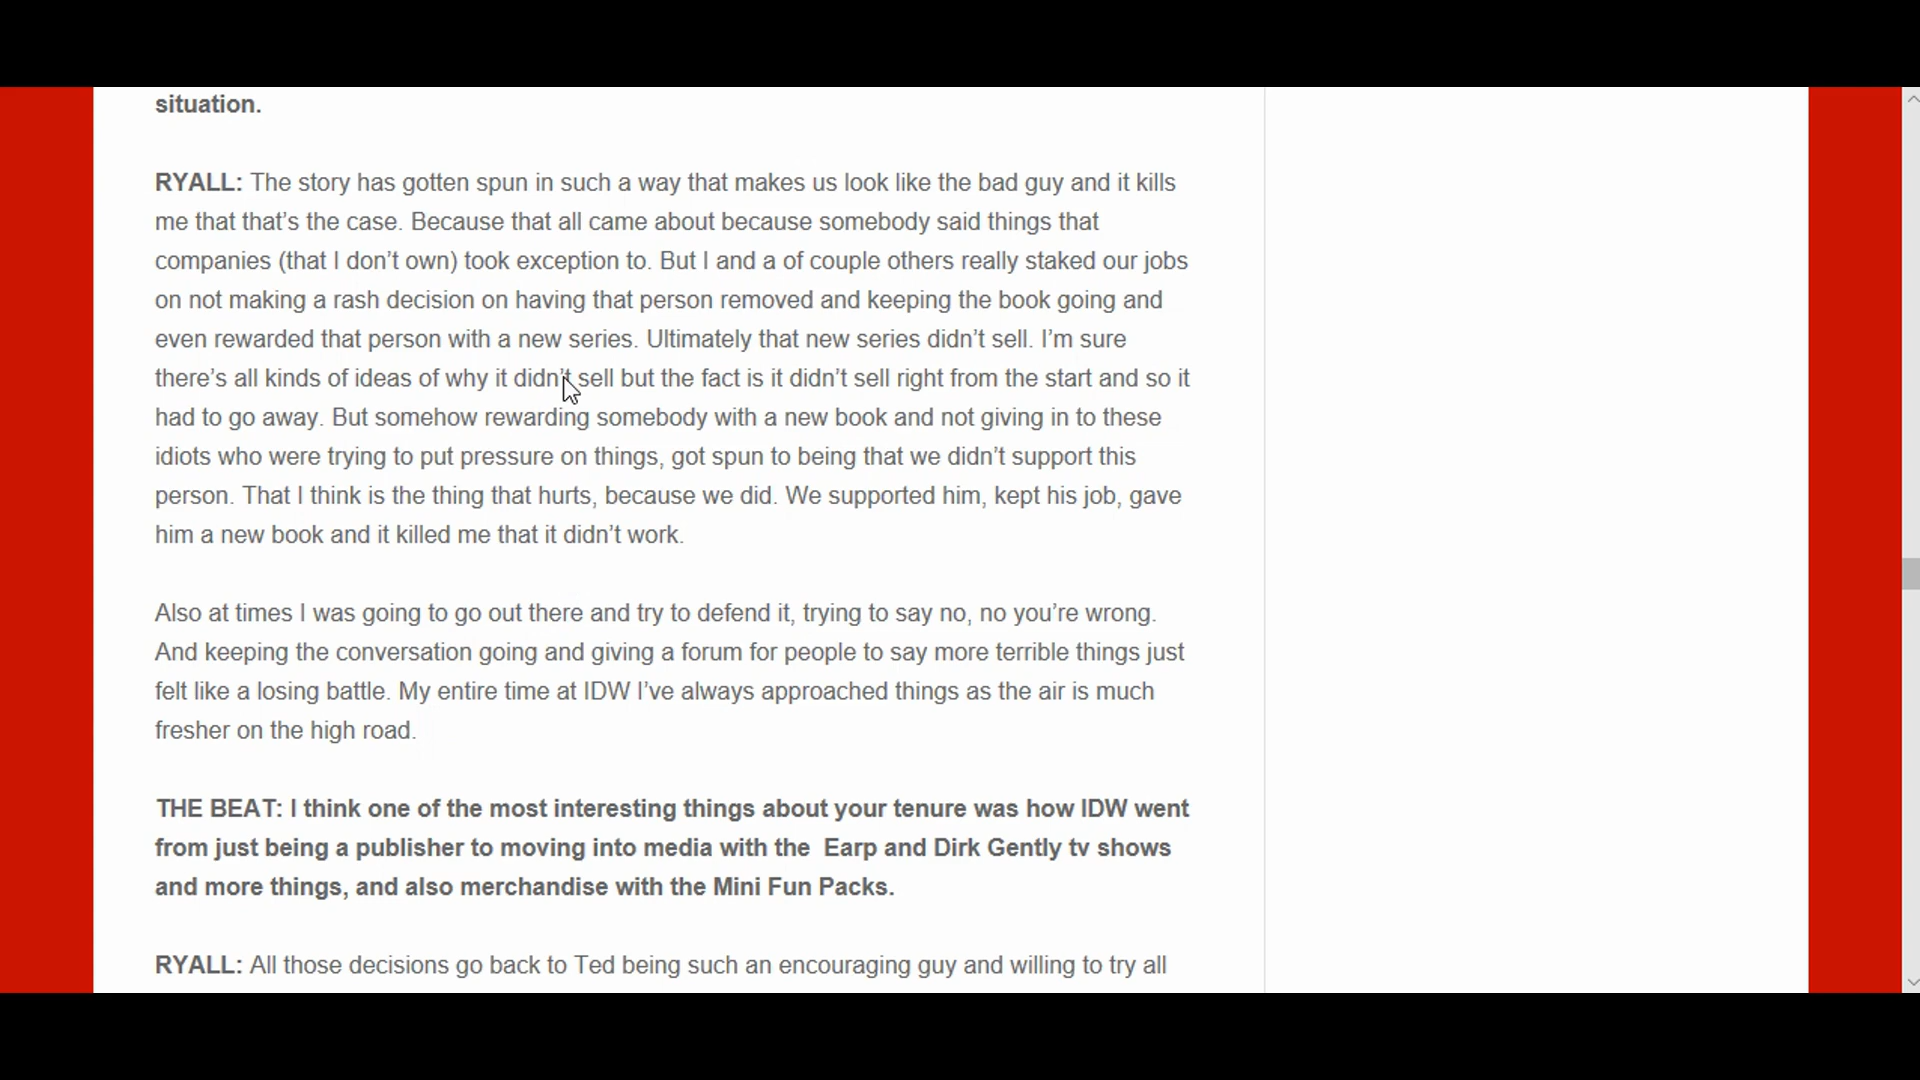 situation.
RYALL: The story has gotten spun in such a way that makes us look like the bad guy and it kills
me that that’s the case. Because that all came about because somebody said things that
companies (that I don’t own) took exception to. But I and a of couple others really staked our jobs
on not making a rash decision on having that person removed and keeping the book going and
even rewarded that person with a new series. Ultimately that new series didn’t sell. I’m sure
there’s all kinds of ideas of why it didn’t sell but the fact is it didn’t sell right from the start and so it
had to go away. But somehow rewarding somebody with a new book and not giving in to these
idiots who were trying to put pressure on things, got spun to being that we didn’t support this
person. That I think is the thing that hurts, because we did. We supported him, kept his job, gave
him a new book and it killed me that it didn’t work.
Also at times I was going to go out there and try to defend it, trying to say no, no you’re wrong.
And keeping the conversation going and giving a forum for people to say more terrible things just
felt like a losing battle. My entire time at IDW I’ve always approached things as the air is much
fresher on the high road.
THE BEAT: I think one of the most interesting things about your tenure was how IDW went
from just being a publisher to moving into media with the  Earp and Dirk Gently tv shows
and more things, and also merchandise with the Mini Fun Packs.
RYALL: All those decisions go back to Ted being such an encouraging guy and willing to try all